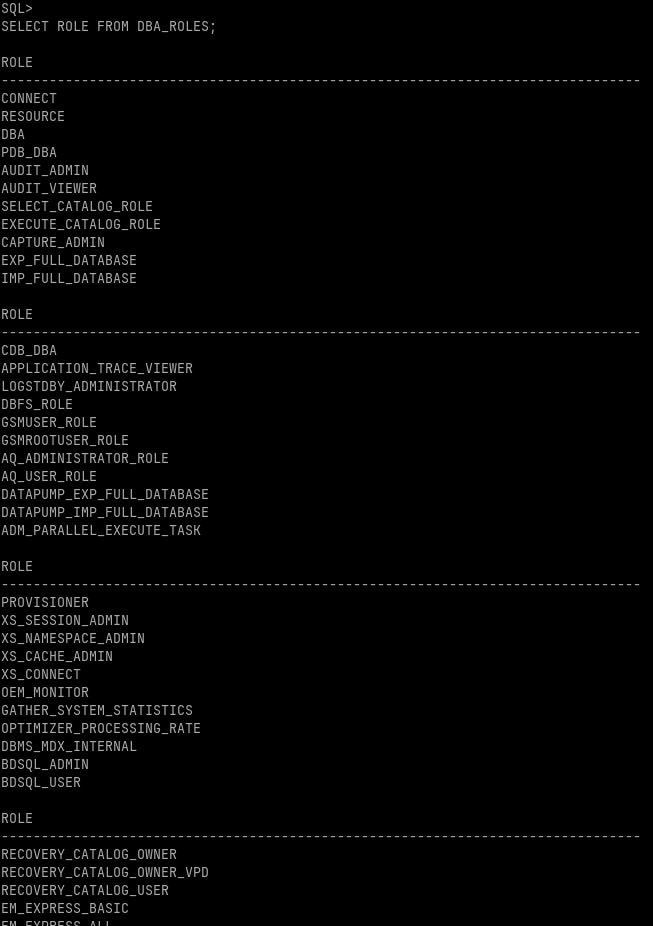 SQL>
SELECT ROLE FROM DBA_ROLES;
ROLE
--------------------------------------------------------------------------------
CONNECT
RESOURCE
DBA
PDB_DBA
AUDIT_ADMIN
AUDIT_VIEWER
SELECT_CATALOG_ROLE
EXECUTE_CATALOG_ROLE
CAPTURE_ADMIN
EXP_FULL_DATABASE
IMP_FULL_DATABASE
ROLE
--------------------------------------------------------------------------------
CDB_DBA
APPLICATION_TRACE_VIEWER
LOGSTDBY_ADMINISTRATOR
DBFS_ROLE
GSMUSER_ROLE
GSMROOTUSER_ROLE
AQ_ADMINISTRATOR_ROLE
AQ_USER_ROLE
DATAPUMP_EXP_FULL_DATABASE
DATAPUMP_IMP_FULL_DATABASE
ADM_PARALLEL_EXECUTE_TASK
ROLE
--------------------------------------------------------------------------------
PROVISIONER
XS_SESSION_ADMIN
XS_NAMESPACE_ADMIN
XS_CACHE_ADMIN
XS_CONNECT
OEM_MONITOR
GATHER_SYSTEM_STATISTICS
OPTIMIZER_PROCESSING_RATE
DBMS_MDX_INTERNAL
BDSQL_ADMIN
BDSQL_USER
ROLE
--------------------------------------------------------------------------------
RECOVERY_CATALOG_OWNER
RECOVERY_CATALOG_OWNER_VPD
RECOVERY_CATALOG_USER
EM_EXPRESS_BASIC
EM_EXPRESS_ALL